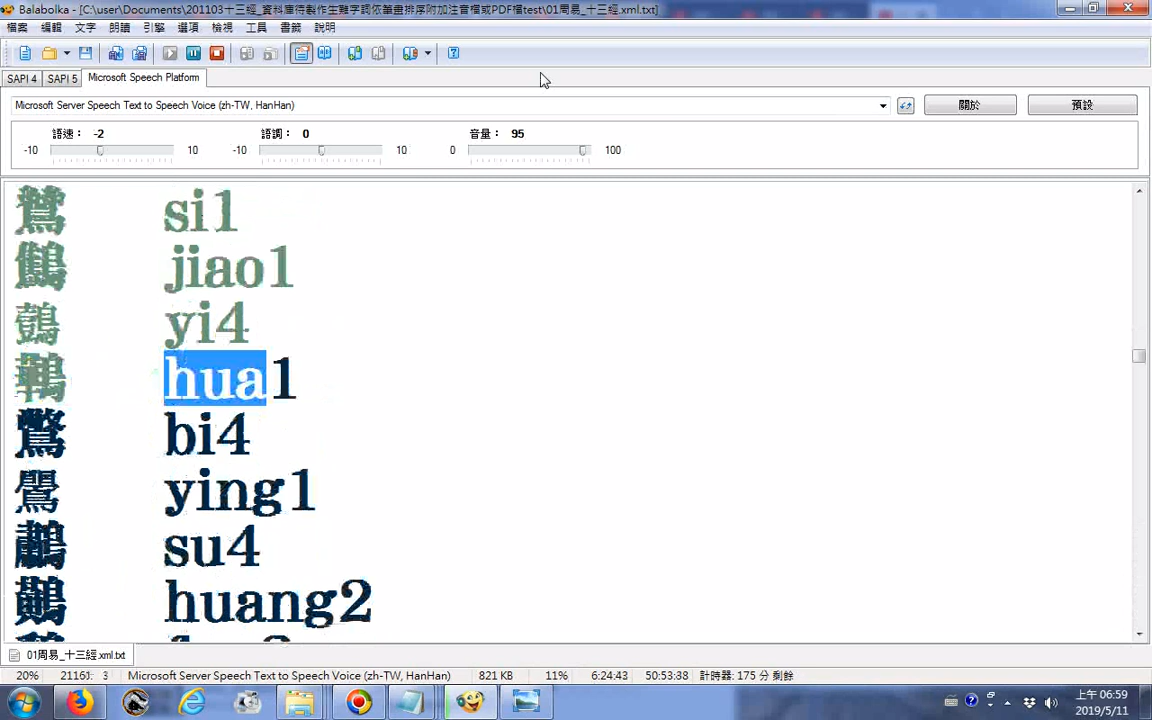 Balabolka - [C:\user\Documents\201103十三經_資料庫待製作生難字詞依筆畫排序附加注音檔或PDF檔test\01周易_十三經.xml.txt]
檔案 編輯 文字 朗讀 引擎 選項 檢視 工具 書籤 說明
SAPI 4 SAPI 5 Microsoft Speech Platform
Microsoft Server Speech Text to Speech Voice (zh-TW, HanHan) 關於 預設
語速： -2 語調： 0 音量： 95
-10 10 -10 10 0 100
si1
jiao1
yi4
hua1
bi4
ying1
su4
huang2
01周易_十三經.xml.txt
20% 2116列: 3 Microsoft Server Speech Text to Speech Voice (zh-TW, HanHan) 821 KB 11% 6:24:43 50:53:38 計時器: 175 分 剩餘
上午 06:59
2019/5/11